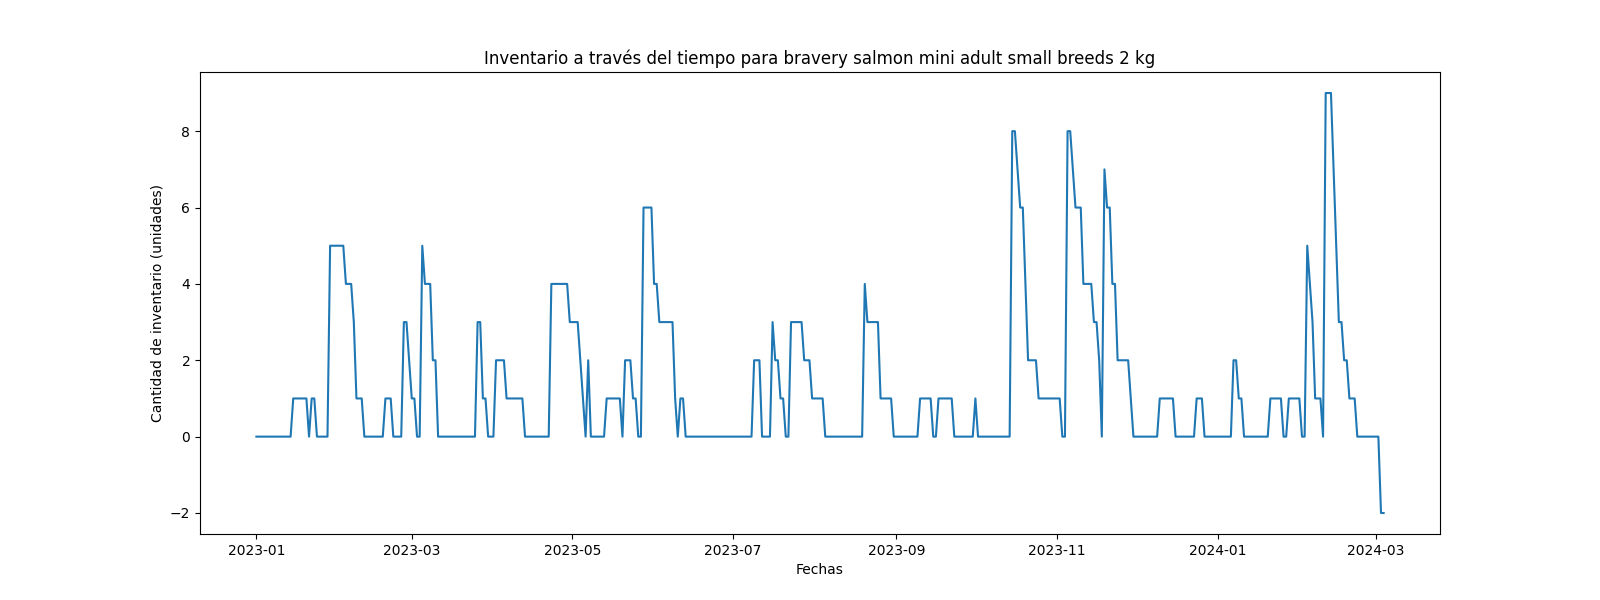 Inventario a través del tiempo para bravery salmon mini adult small breeds 2 kg
Cantidad de inventario (unidades)
8
6
4
2
0
−2
2023-01 2023-03 2023-05 2023-07 2023-09 2023-11 2024-01 2024-03
Fechas